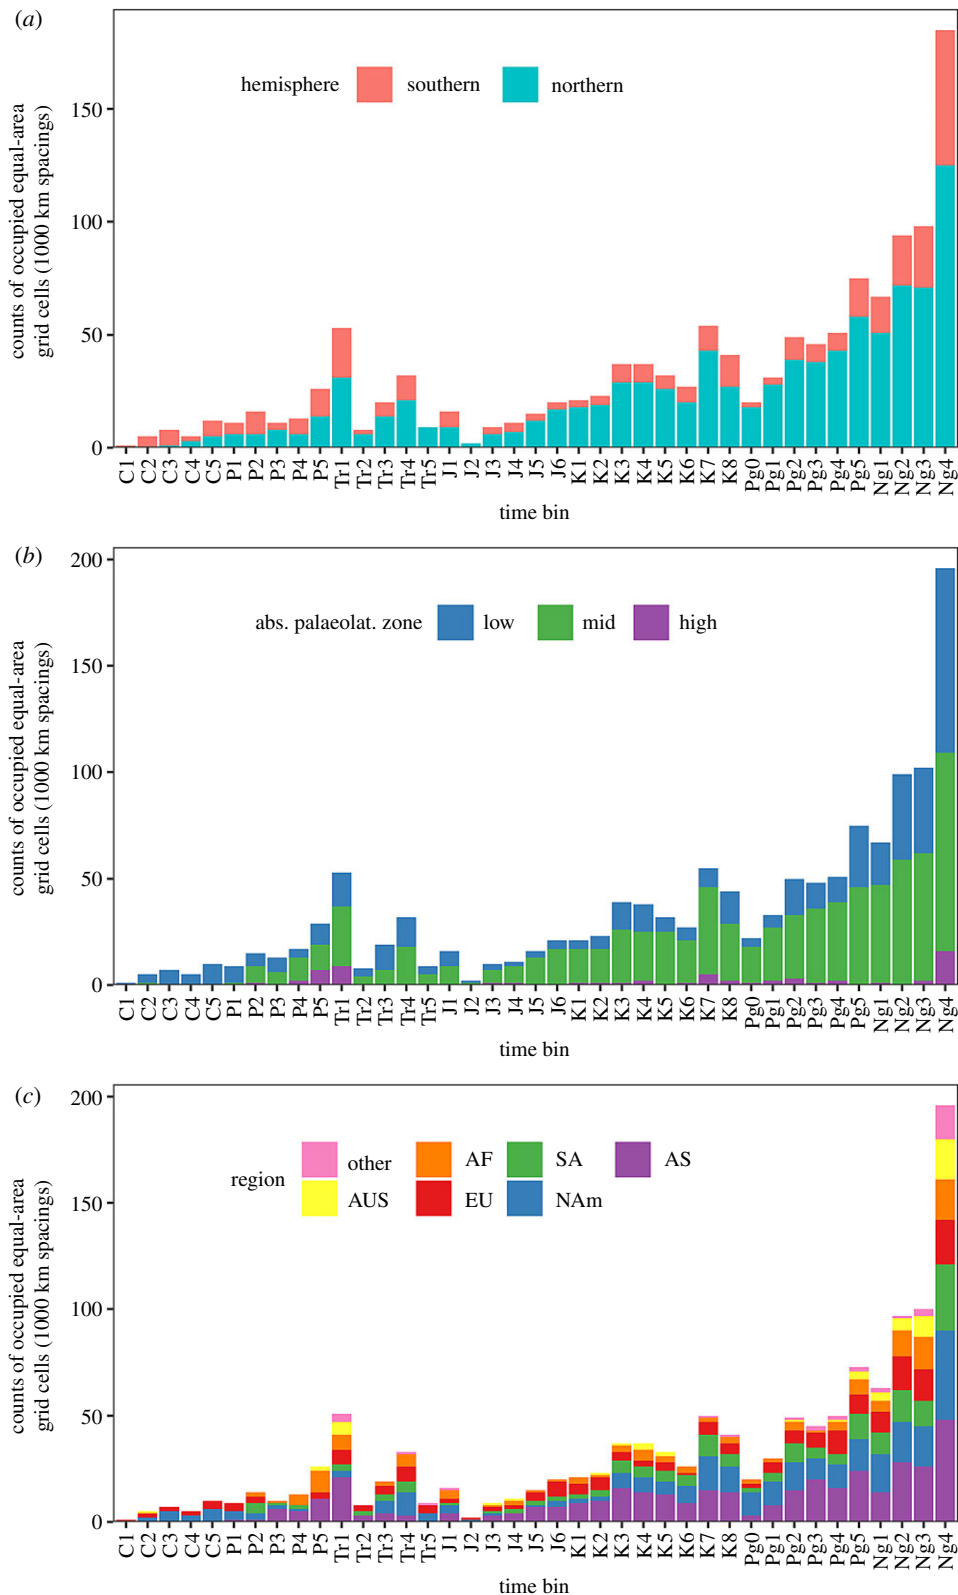 (a)
hemisphere southern northern
counts of occupied equal-area
grid cells (1000 km spacings)
150
100
50
0
C1 C2 C3 C4 C5 P1 P2 P3 P4 P5 Tr1 Tr2 Tr3 Tr4 Tr5 J1 J2 J3 J4 J5 J6 K1 K2 K3 K4 K5 K6 K7 K8 Pg0 Pg1 Pg2 Pg3 Pg4 Pg5 Ng1 Ng2 Ng3 Ng4
time bin
(b)
abs. palaeolat. zone low mid high
counts of occupied equal-area
grid cells (1000 km spacings)
200
150
100
50
0
C1 C2 C3 C4 C5 P1 P2 P3 P4 P5 Tr1 Tr2 Tr3 Tr4 Tr5 J1 J2 J3 J4 J5 J6 K1 K2 K3 K4 K5 K6 K7 K8 Pg0 Pg1 Pg2 Pg3 Pg4 Pg5 Ng1 Ng2 Ng3 Ng4
time bin
(c)
region other AF SA AS
AUS EU NAm
counts of occupied equal-area
grid cells (1000 km spacings)
200
150
100
50
0
C1 C2 C3 C4 C5 P1 P2 P3 P4 P5 Tr1 Tr2 Tr3 Tr4 Tr5 J1 J2 J3 J4 J5 J6 K1 K2 K3 K4 K5 K6 K7 K8 Pg0 Pg1 Pg2 Pg3 Pg4 Pg5 Ng1 Ng2 Ng3 Ng4
time bin